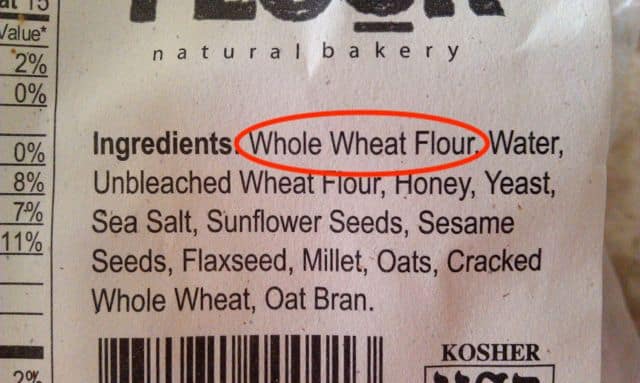 Value*
2%
0%
0%
8%
7%
11%
natural bakery
Ingredients: Whole Wheat Flour, Water,
Unbleached Wheat Flour, Honey, Yeast,
Sea Salt, Sunflower Seeds, Sesame
Seeds, Flaxseed, Millet, Oats, Cracked
Whole Wheat, Oat Bran.
KOSHER
2%